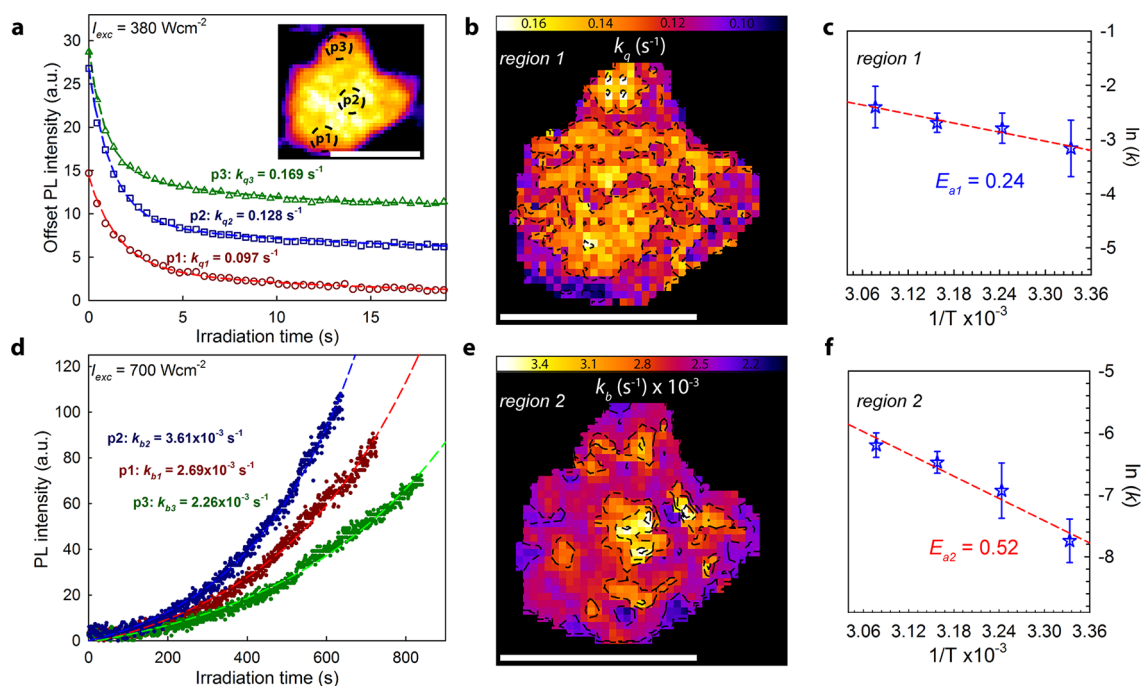 a
I_exc = 380 Wcm-2
30
25
20
15
10
5
0
Offset PL intensity (a.u.)
p3
p2
p1
p3: k_q3 = 0.169 s-1
p2: k_q2 = 0.128 s-1
p1: k_q1 = 0.097 s-1
0 5 10 15
Irradiation time (s)
b
0.16 0.14 0.12 0.10
k_q (s-1)
region 1
c
region 1
E_a1 = 0.24
-1
-2
-3
-4
-5
ln (k)
3.06 3.12 3.18 3.24 3.30 3.36
1/T x10-3
d
I_exc = 700 Wcm-2
120
100
80
60
40
20
0
PL intensity (a.u.)
p2: k_b2 = 3.61x10-3 s-1
p1: k_b1 = 2.69x10-3 s-1
p3: k_b3 = 2.26x10-3 s-1
0 200 400 600 800
Irradiation time (s)
e
3.4 3.1 2.8 2.5 2.2
k_b (s-1) x 10-3
region 2
f
region 2
E_a2 = 0.52
-5
-6
-7
-8
ln (k)
3.06 3.12 3.18 3.24 3.30 3.36
1/T x10-3